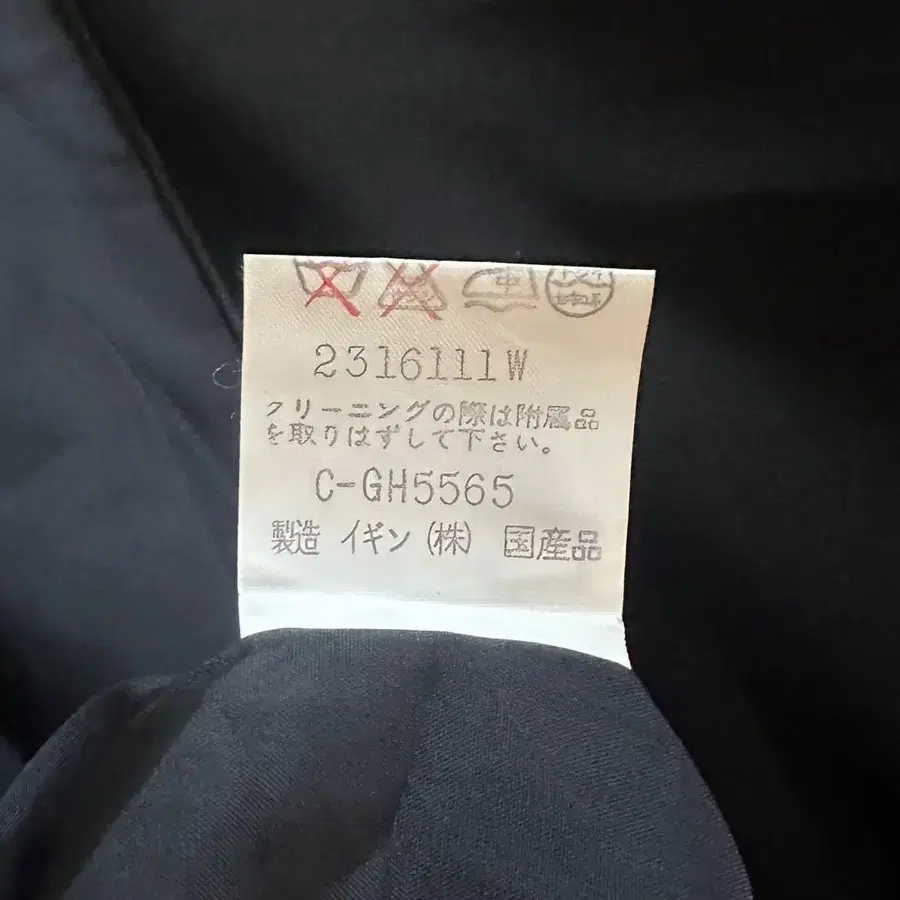 中
2316111W
クリーニングの際は附属品
を取りはずして下さい。
C-GH5565
製造 イギン(株) 国産品